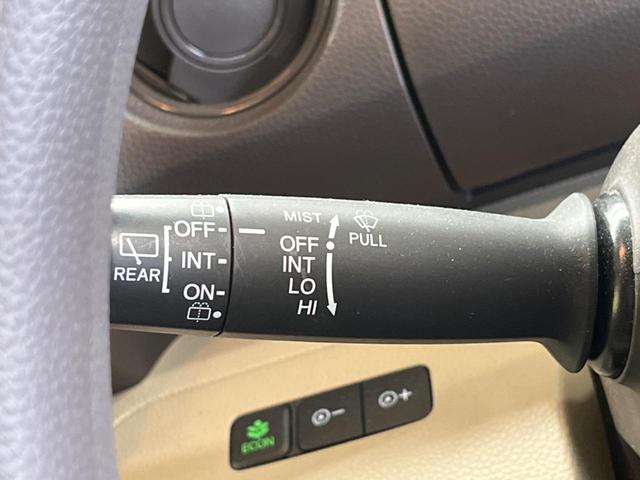 MIST
PULL
OFF
INT
LO
HI
OFF
REAR
INT
ON
ECON
-
+